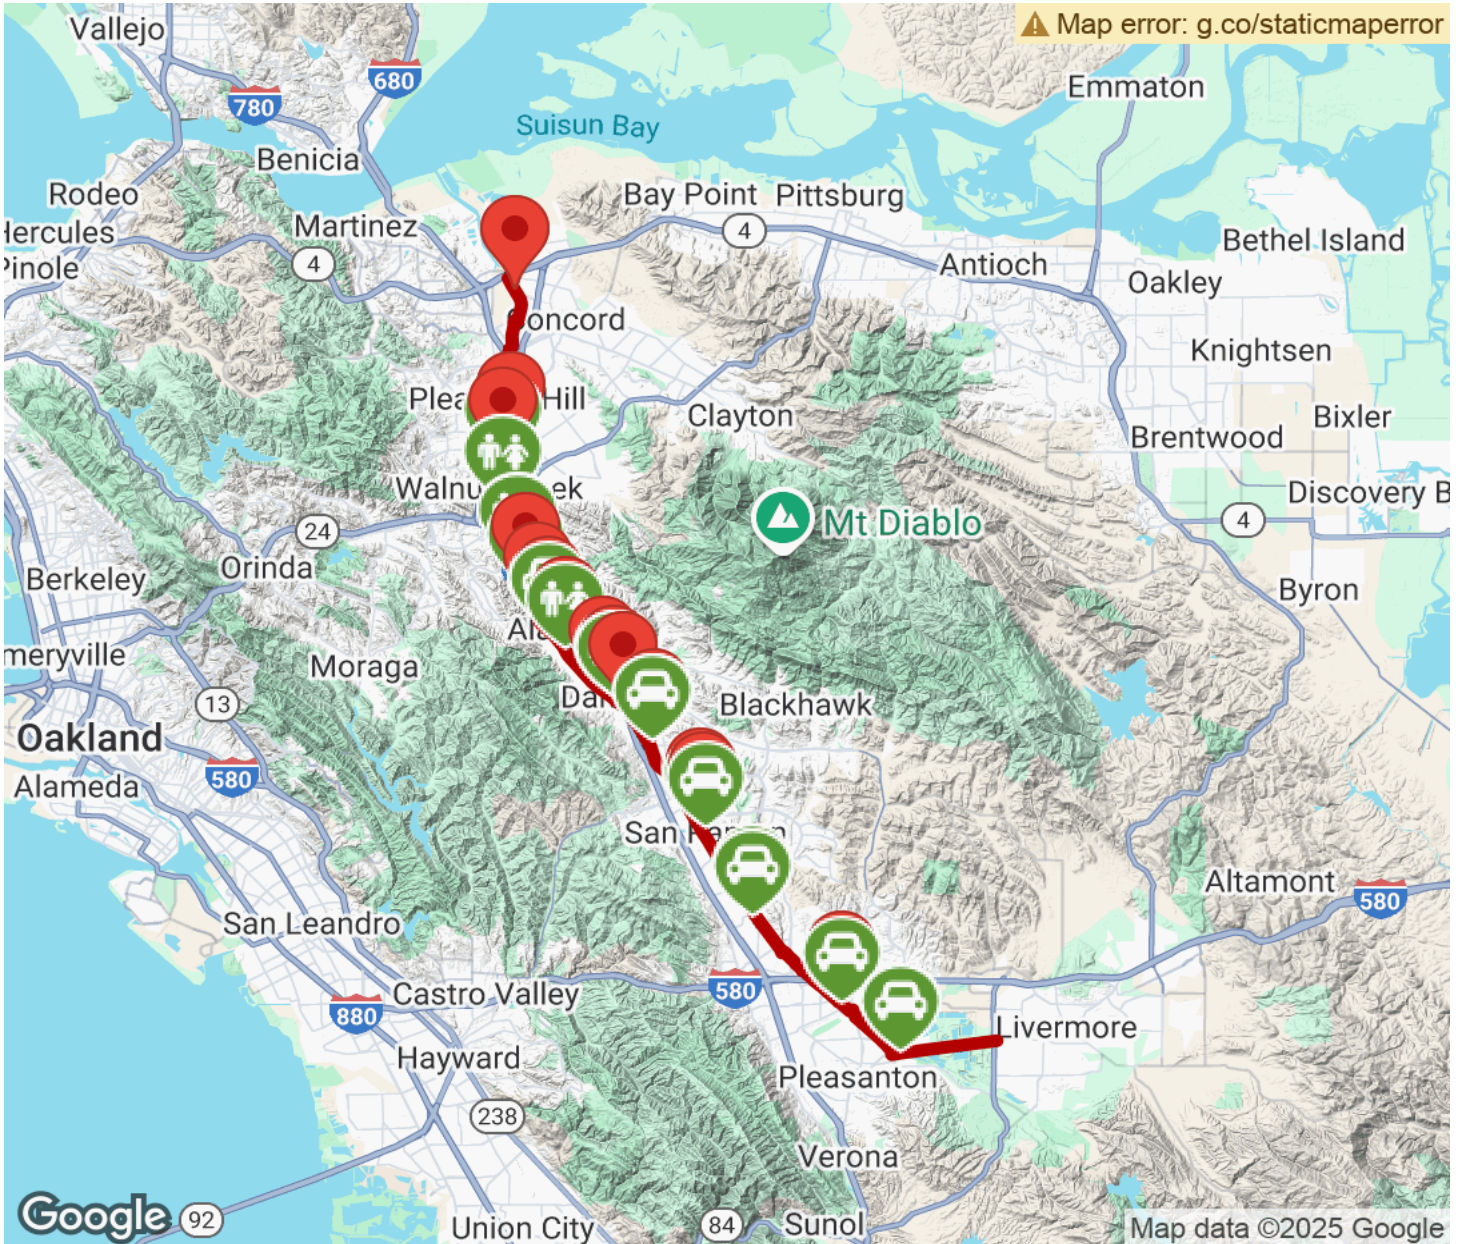 Vallejo
Map error: g.co/staticmaperror
680
Emmaton
780
Suisun Bay
Benicia
Rodeo
Bay Point
Pittsburg
Martinez
4
Hercules
Bethel Island
4
Pinole
Antioch
Oakley
Concord
Knightsen
Hill
Clayton
Bixler
Brentwood
Discovery B
24
Mt Diablo
4
Orinda
Berkeley
Byron
meryville
Moraga
13
Blackhawk
Oakland
580
Alameda
Altamont
580
San Leandro
Castro Valley
580
880
Livermore
Hayward
Pleasanton
238
Verona
Google
92
Union City
84
Sunol
Map data ©2025 Google